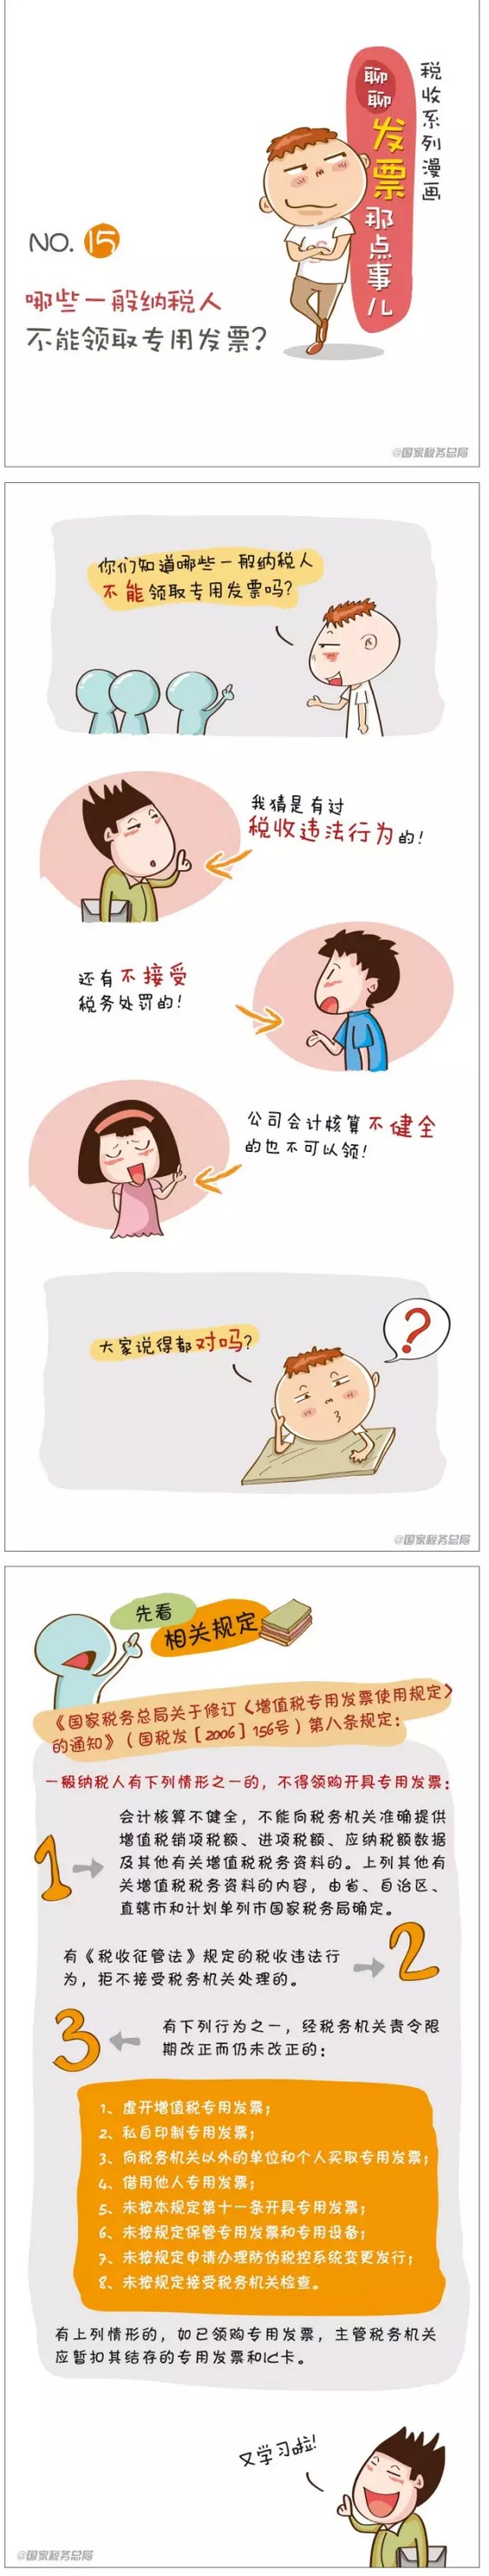 税收系列漫画
聊聊
发票
那点事儿
NO. 15
哪些一般纳税人
不能领取专用发票?
@国家税务总局
你们知道哪些一般纳税人
不能领取专用发票吗?
我猜是有过
税收违法行为的!
还有不接受
税务处罚的!
公司会计核算不健全
的也不可以领!
大家说得都对吗?
?
@国家税务总局
先看
相关规定
《国家税务总局关于修订〈增值税专用发票使用规定〉
的通知》(国税发[2006]156号)第八条规定:
一般纳税人有下列情形之一的,不得领购开具专用发票:
1
会计核算不健全,不能向税务机关准确提供
增值税销项税额、进项税额、应纳税额数据
及其他有关增值税税务资料的。上列其他有
关增值税税务资料的内容,由省、自治区、
直辖市和计划单列市国家税务局确定。
2
有《税收征管法》规定的税收违法行
为,拒不接受税务机关处理的。
3
有下列行为之一,经税务机关责令限
期改正而仍未改正的:
1、虚开增值税专用发票;
2、私自印制专用发票;
3、向税务机关以外的单位和个人买取专用发票;
4、借用他人专用发票;
5、未按本规定第十一条开具专用发票;
6、未按规定保管专用发票和专用设备;
7、未按规定申请办理防伪税控系统变更发行;
8、未按规定接受税务机关检查。
有上列情形的,如已领购专用发票,主管税务机关
应暂扣其结存的专用发票和IC卡。
又学习啦!
@国家税务总局